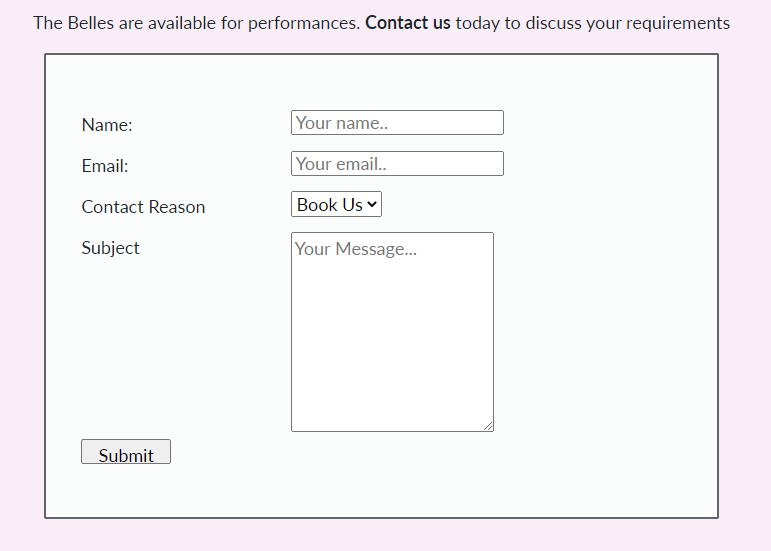 The Belles are available for performances. Contact us today to discuss your requirements
Name:
Your name..
Email:
Your email..
Contact Reason
Book Us
Subject
Your Message...
Submit